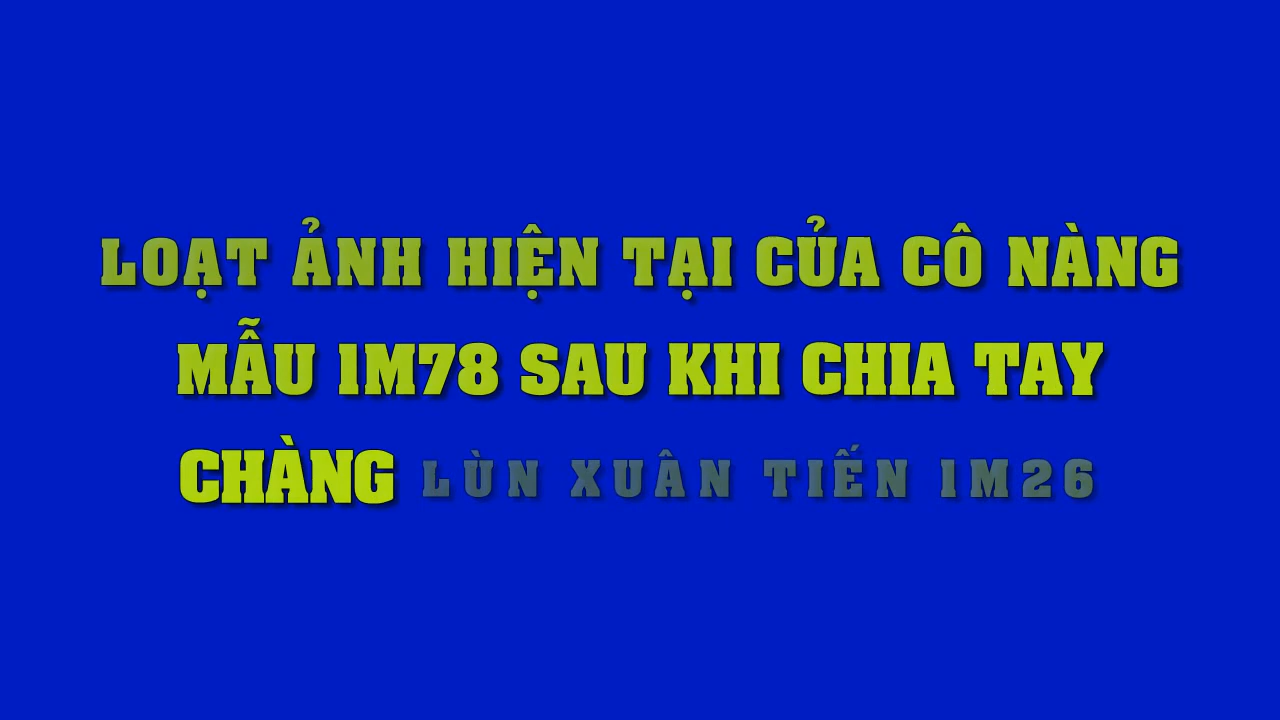 LOẠT ẢNH HIỆN TẠI CỦA CÔ NÀNG
MẪU 1M78 SAU KHI CHIA TAY
CHÀNG LÙN XUÂN TIẾN 1M26